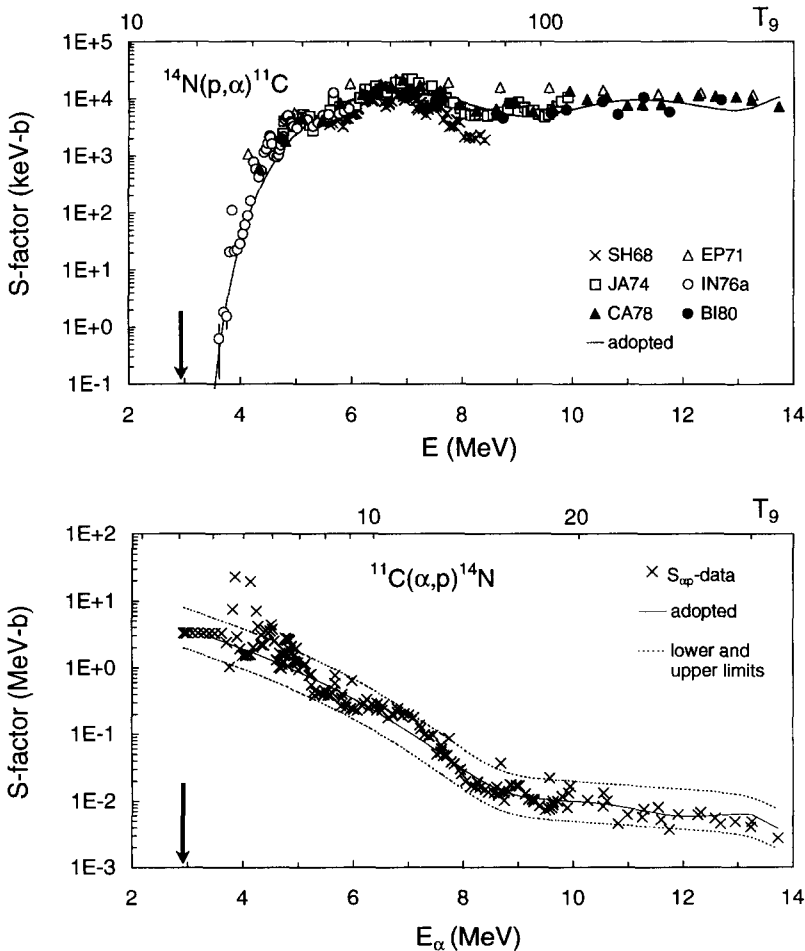 10 100 T₉
1E+5
1E+4
1E+3
1E+2
1E+1
1E+0
1E-1
S-factor (keV-b)
¹⁴N(p,α)¹¹C
× SH68 △ EP71
□ JA74 ○ IN76a
▲ CA78 ● BI80
— adopted
2 4 6 8 10 12 14
E (MeV)
10 20 T₉
1E+2
1E+1
1E+0
1E-1
1E-2
1E-3
S-factor (MeV-b)
¹¹C(α,p)¹⁴N
× Sαp-data
— adopted
lower and
upper limits
2 4 6 8 10 12 14
Eα (MeV)